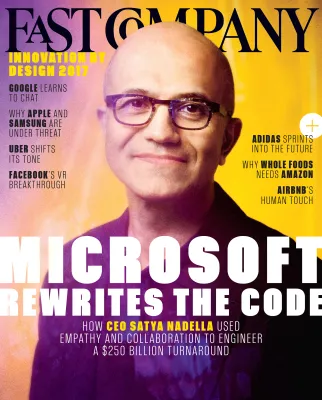 FAST COMPANY
INNOVATION BY
DESIGN 2017
GOOGLE LEARNS
TO CHAT
WHY APPLE AND
SAMSUNG ARE
UNDER THREAT
UBER SHIFTS
ITS TONE
FACEBOOK'S VR
BREAKTHROUGH
+
ADIDAS SPRINTS
INTO THE FUTURE
WHY WHOLE FOODS
NEEDS AMAZON
AIRBNB'S
HUMAN TOUCH
MICROSOFT
REWRITES THE CODE
HOW CEO SATYA NADELLA USED
EMPATHY AND COLLABORATION TO ENGINEER
A $250 BILLION TURNAROUND